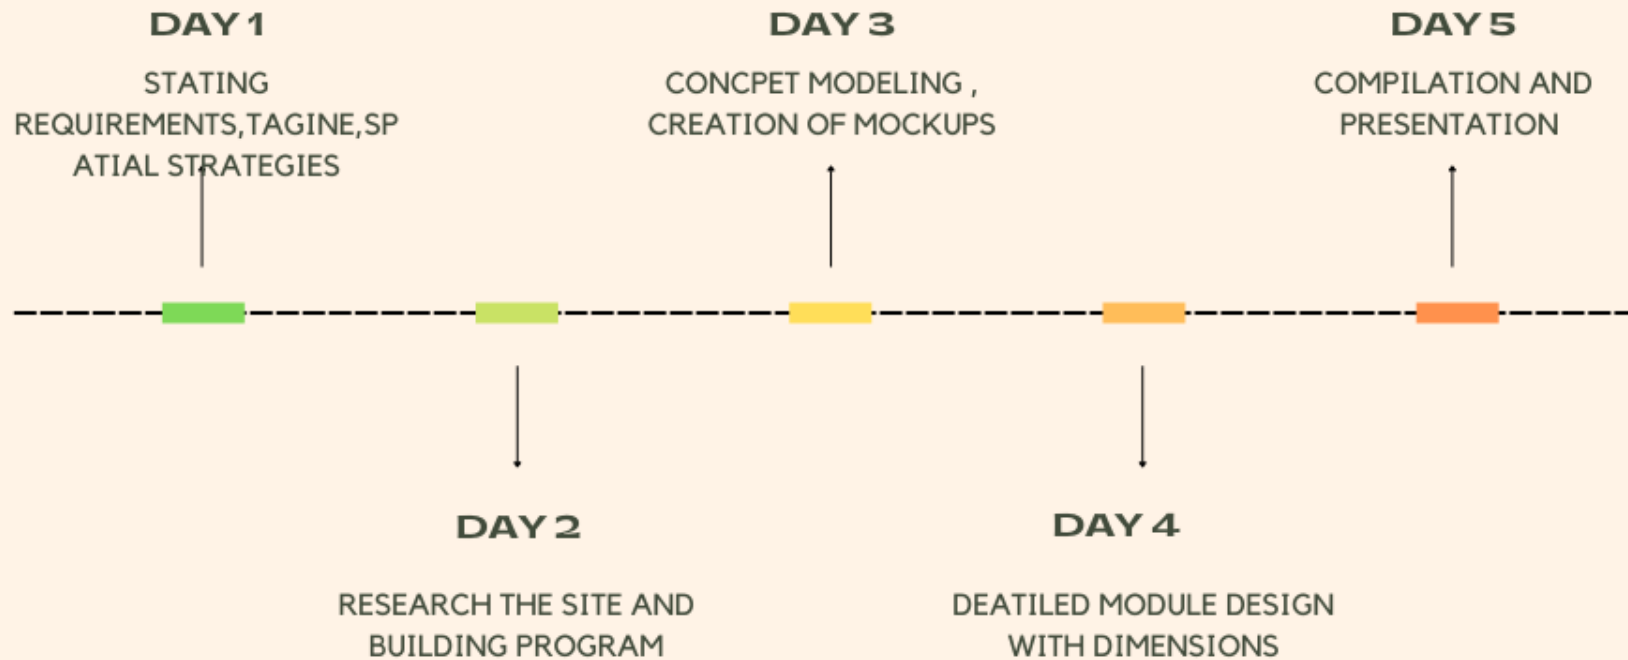 DAY 1
STATING
REQUIREMENTS,TAGINE,SP
ATIAL STRATEGIES
DAY 2
RESEARCH THE SITE AND
BUILDING PROGRAM
DAY 3
CONCPET MODELING ,
CREATION OF MOCKUPS
DAY 4
DEATILED MODULE DESIGN
WITH DIMENSIONS
DAY 5
COMPILATION AND
PRESENTATION